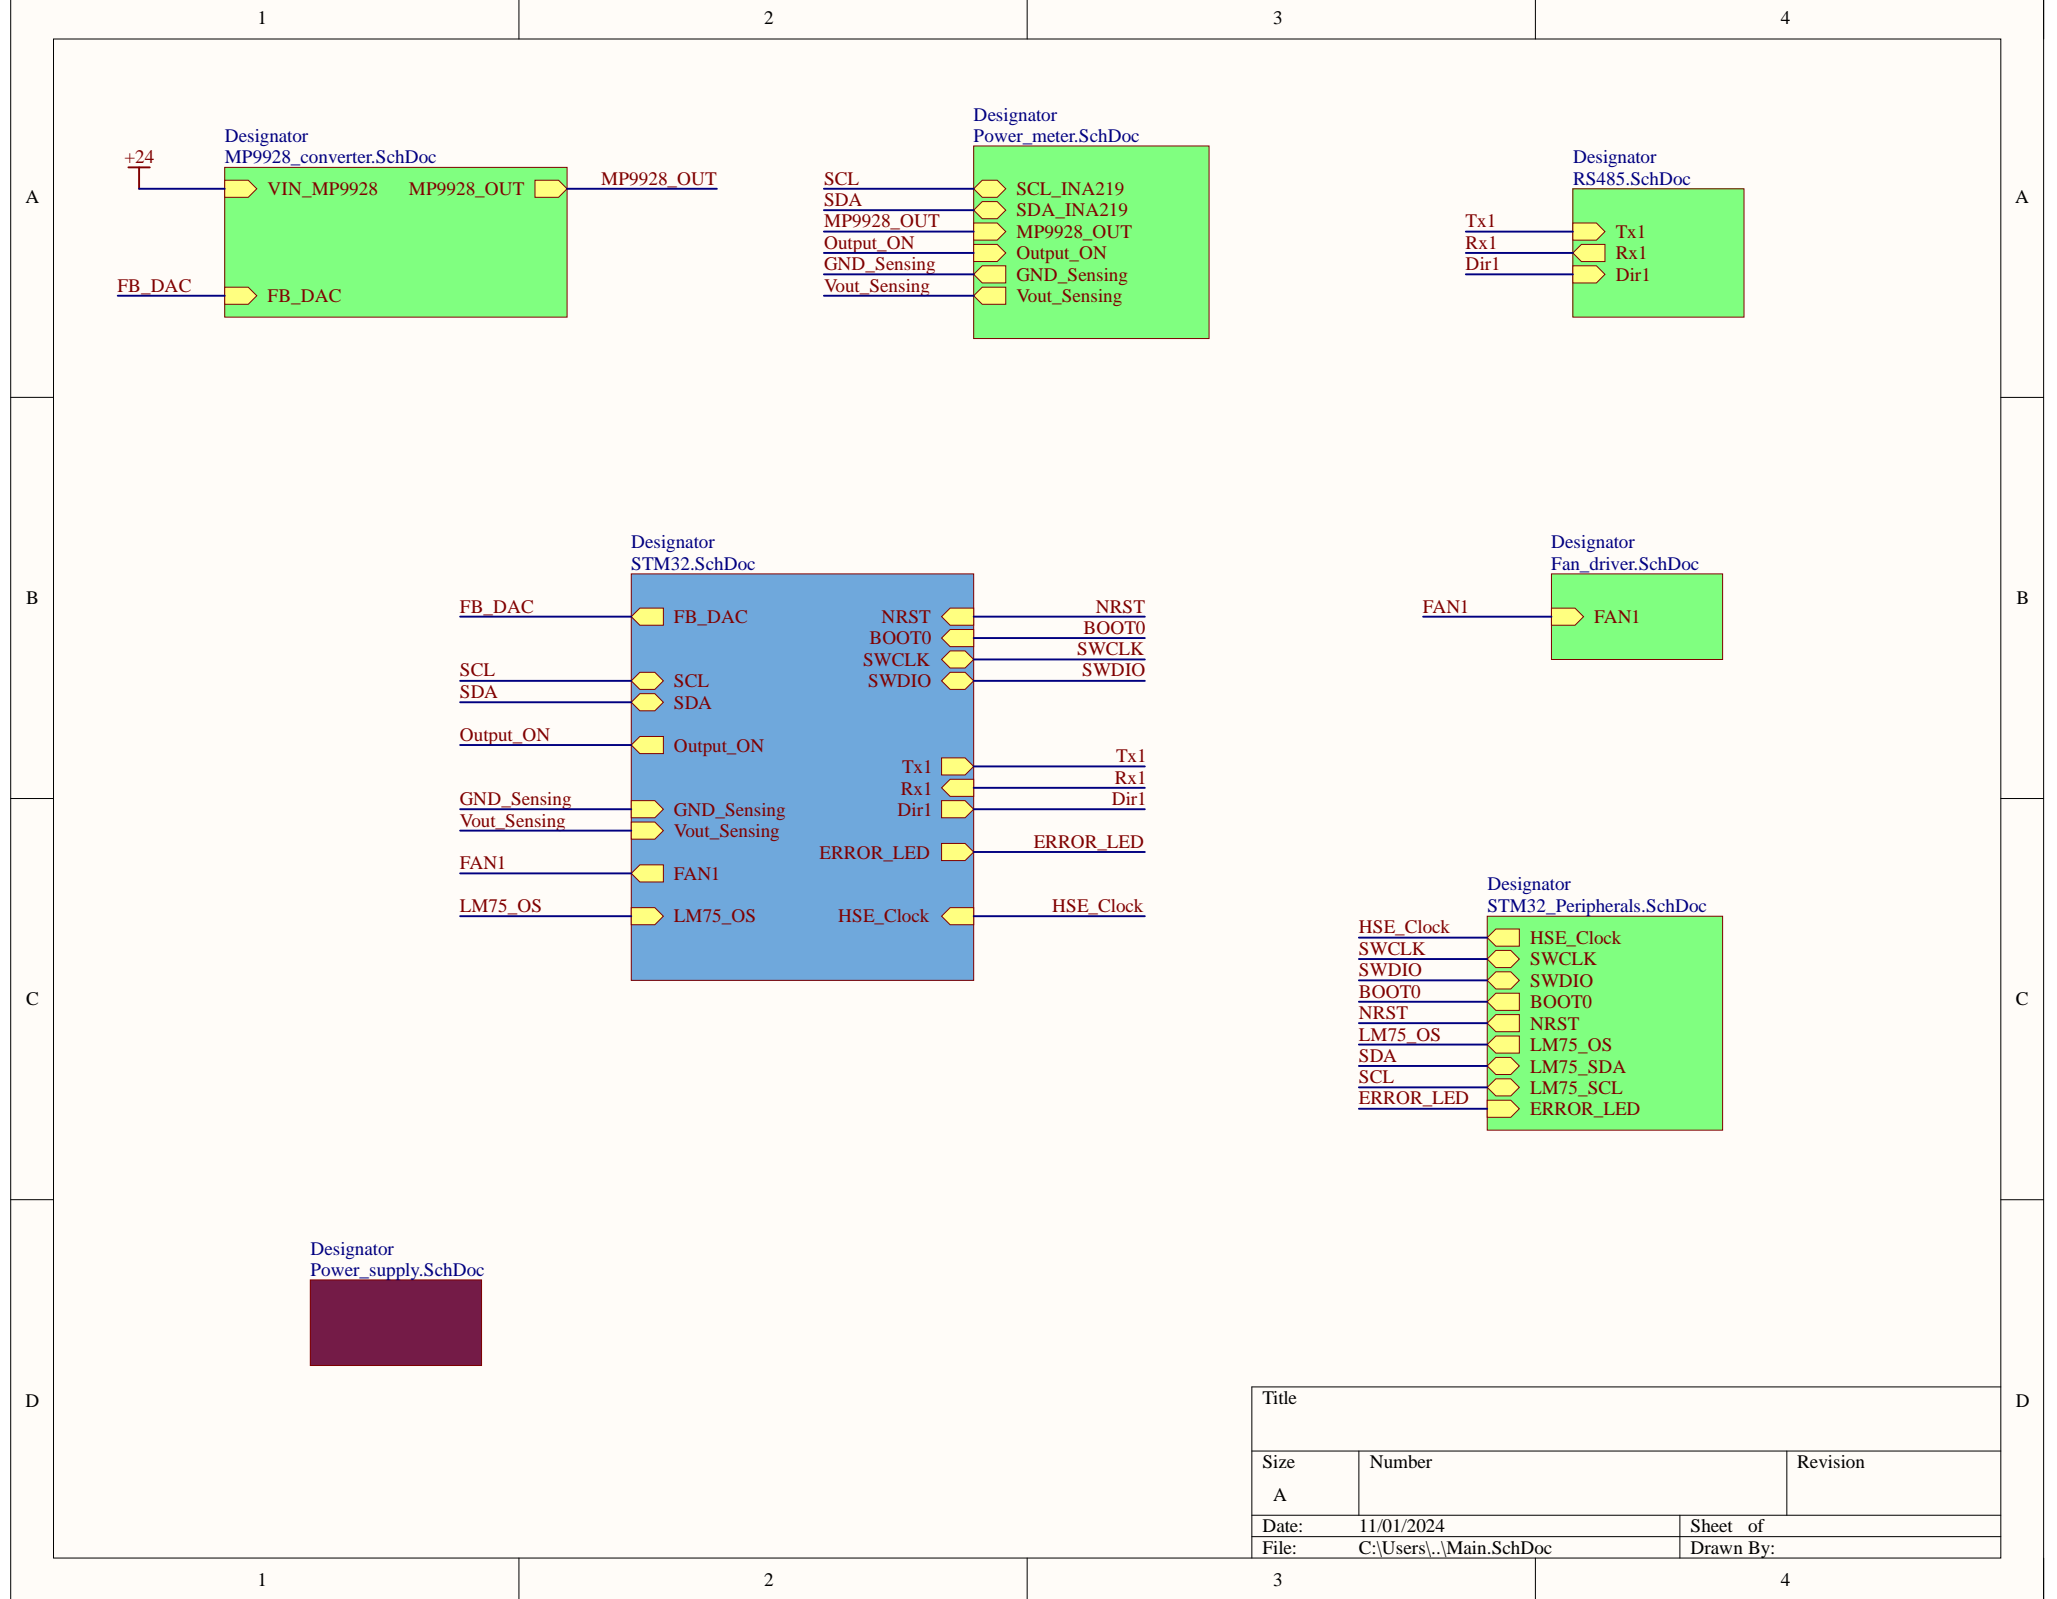 1 2 3 4
A A
Designator
MP9928_converter.SchDoc
+24
VIN_MP9928 MP9928_OUT MP9928_OUT
FB_DAC FB_DAC
Designator
Power_meter.SchDoc
SCL SCL_INA219
SDA SDA_INA219
MP9928_OUT MP9928_OUT
Output_ON Output_ON
GND_Sensing GND_Sensing
Vout_Sensing Vout_Sensing
Designator
RS485.SchDoc
Tx1 Tx1
Rx1 Rx1
Dir1 Dir1
B B
Designator
STM32.SchDoc
FB_DAC FB_DAC NRST NRST
BOOT0 BOOT0
SWCLK SWCLK
SCL SCL SWDIO SWDIO
SDA SDA
Output_ON Output_ON
Tx1 Tx1
Rx1 Rx1
GND_Sensing GND_Sensing Dir1 Dir1
Vout_Sensing Vout_Sensing
ERROR_LED ERROR_LED
FAN1 FAN1
LM75_OS LM75_OS HSE_Clock HSE_Clock
Designator
Fan_driver.SchDoc
FAN1 FAN1
C C
Designator
STM32_Peripherals.SchDoc
HSE_Clock HSE_Clock
SWCLK SWCLK
SWDIO SWDIO
BOOT0 BOOT0
NRST NRST
LM75_OS LM75_OS
SDA LM75_SDA
SCL LM75_SCL
ERROR_LED ERROR_LED
Designator
Power_supply.SchDoc
D D
Title
Size Number Revision
A
Date: 11/01/2024 Sheet of
File: C:\Users\..\Main.SchDoc Drawn By:
1 2 3 4